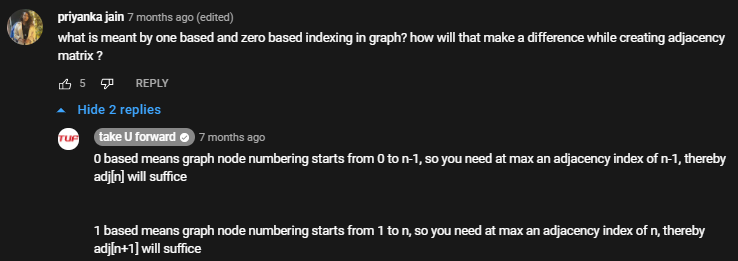 priyanka jain 7 months ago (edited)
what is meant by one based and zero based indexing in graph? how will that make a difference while creating adjacency
matrix ?
5 REPLY
Hide 2 replies
TUF take U forward 7 months ago
0 based means graph node numbering starts from 0 to n-1, so you need at max an adjacency index of n-1, thereby
adj[n] will suffice
1 based means graph node numbering starts from 1 to n, so you need at max an adjacency index of n, thereby
adj[n+1] will suffice